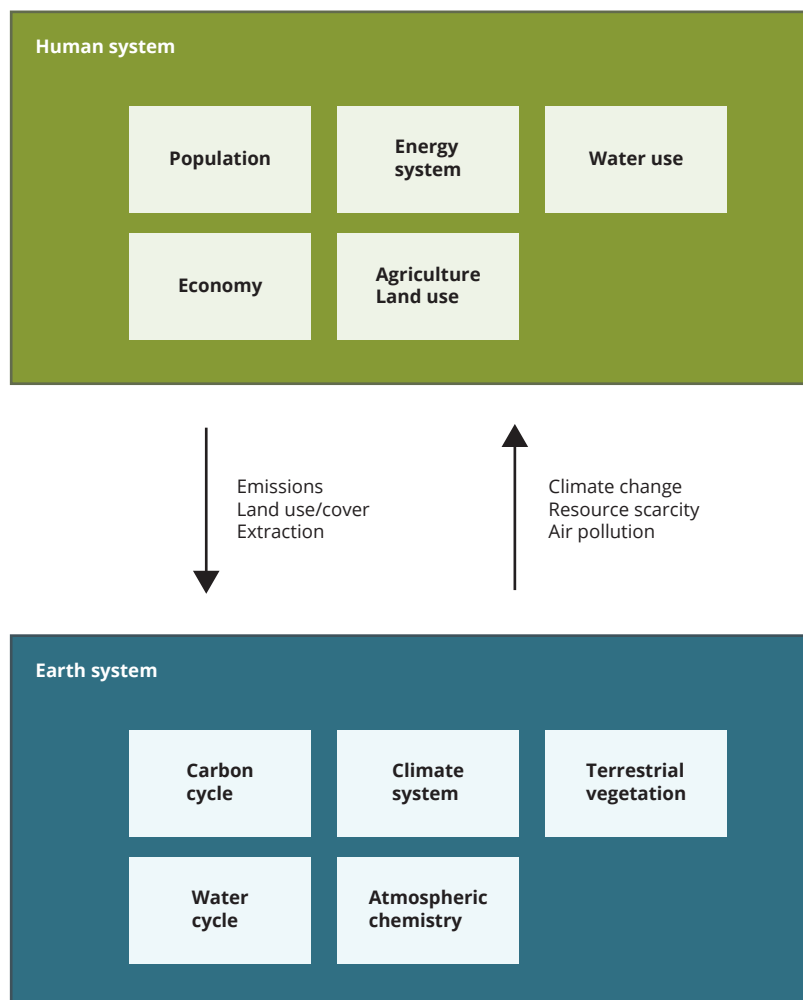 Human system
Population
Energy
system
Water use
Economy
Agriculture
Land use
Emissions
Land use/cover
Extraction
Climate change
Resource scarcity
Air pollution
Earth system
Carbon
cycle
Climate
system
Terrestrial
vegetation
Water
cycle
Atmospheric
chemistry